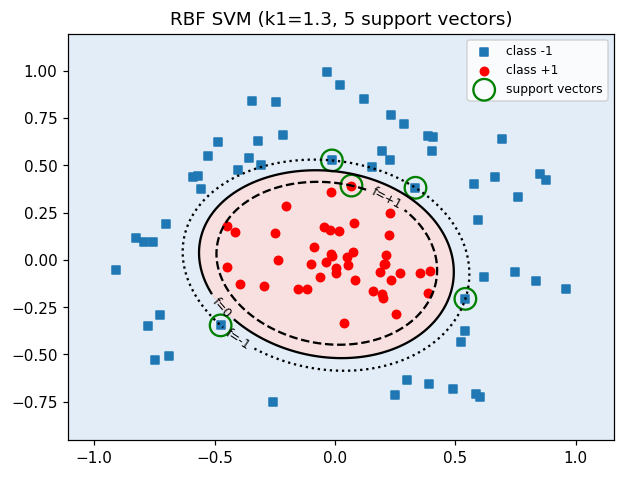 RBF SVM (k1=1.3, 5 support vectors)
class -1
class +1
support vectors
1.00
0.75
0.50
0.25
0.00
−0.25
−0.50
−0.75
f=+1
f=0
f=-1
−1.0
−0.5
0.0
0.5
1.0